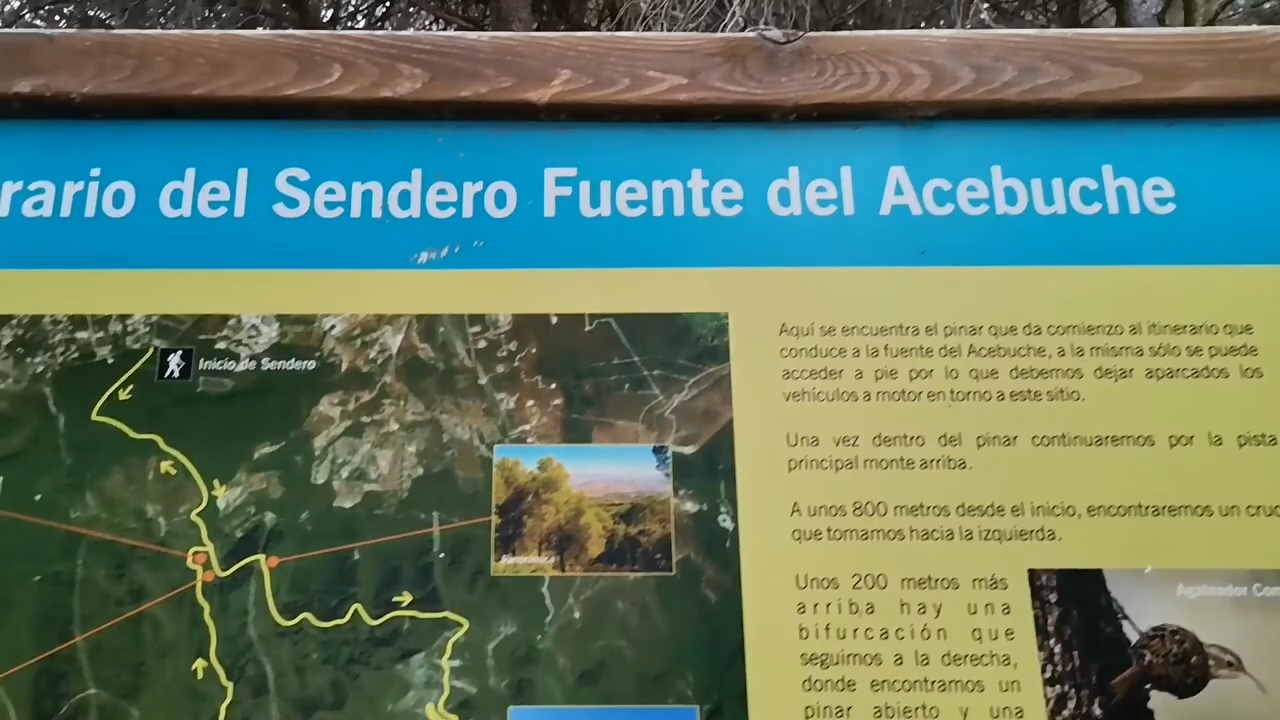 rario del Sendero Fuente del Acebuche
Inicio de Sendero
Aquí se encuentra el pinar que da comienzo al itinerario que
conduce a la fuente del Acebuche, a la misma sólo se puede
acceder a pie por lo que debemos dejar aparcados los
vehículos a motor en torno a este sitio.
Una vez dentro del pinar continuaremos por la pista
principal monte arriba.
A unos 800 metros desde el inicio, encontraremos un cruc
que tomamos hacia la izquierda.
Unos 200 metros más
arriba hay una
bifurcación que
seguimos a la derecha,
donde encontramos un
pinar abierto y una
Agateador Com